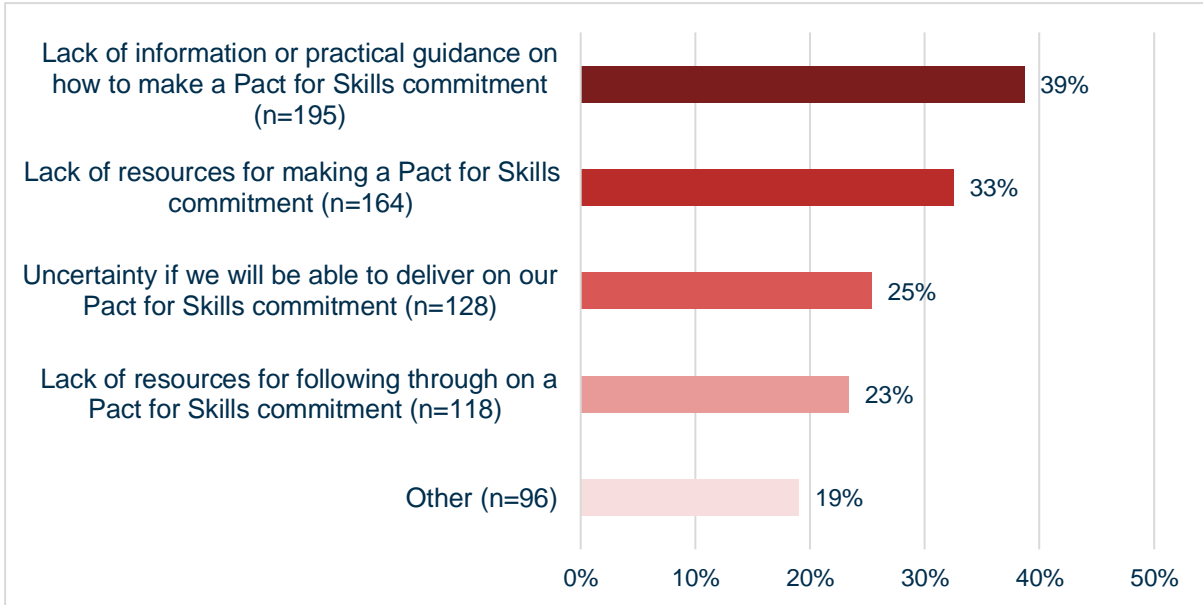 Lack of information or practical guidance on
how to make a Pact for Skills commitment
(n=195)
39%
Lack of resources for making a Pact for Skills
commitment (n=164)
33%
Uncertainty if we will be able to deliver on our
Pact for Skills commitment (n=128)
25%
Lack of resources for following through on a
Pact for Skills commitment (n=118)
23%
Other (n=96)
19%
0% 10% 20% 30% 40% 50%